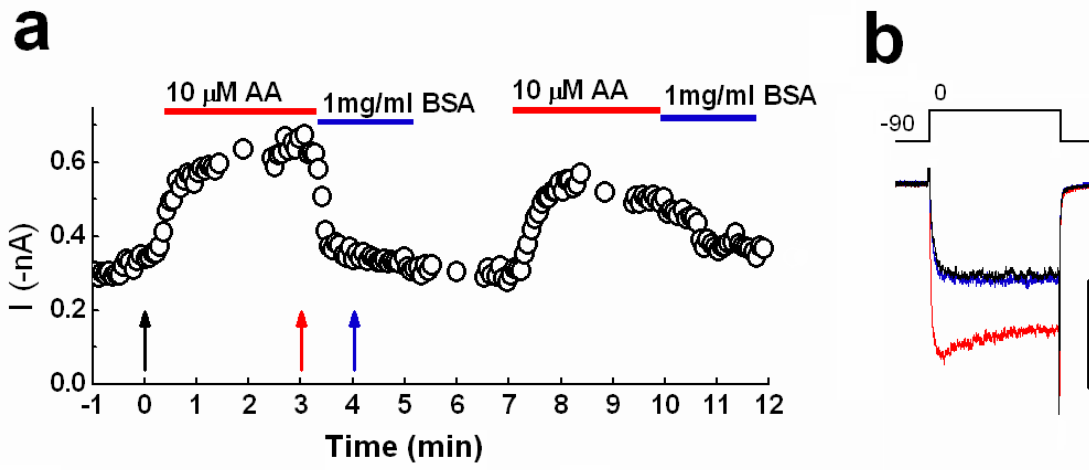 a
b
10 µM AA
1mg/ml BSA
10 µM AA
1mg/ml BSA
0
-90
I (-nA)
0.6
0.4
0.2
0.0
-1 0 1 2 3 4 5 6 7 8 9 10 11 12
Time (min)